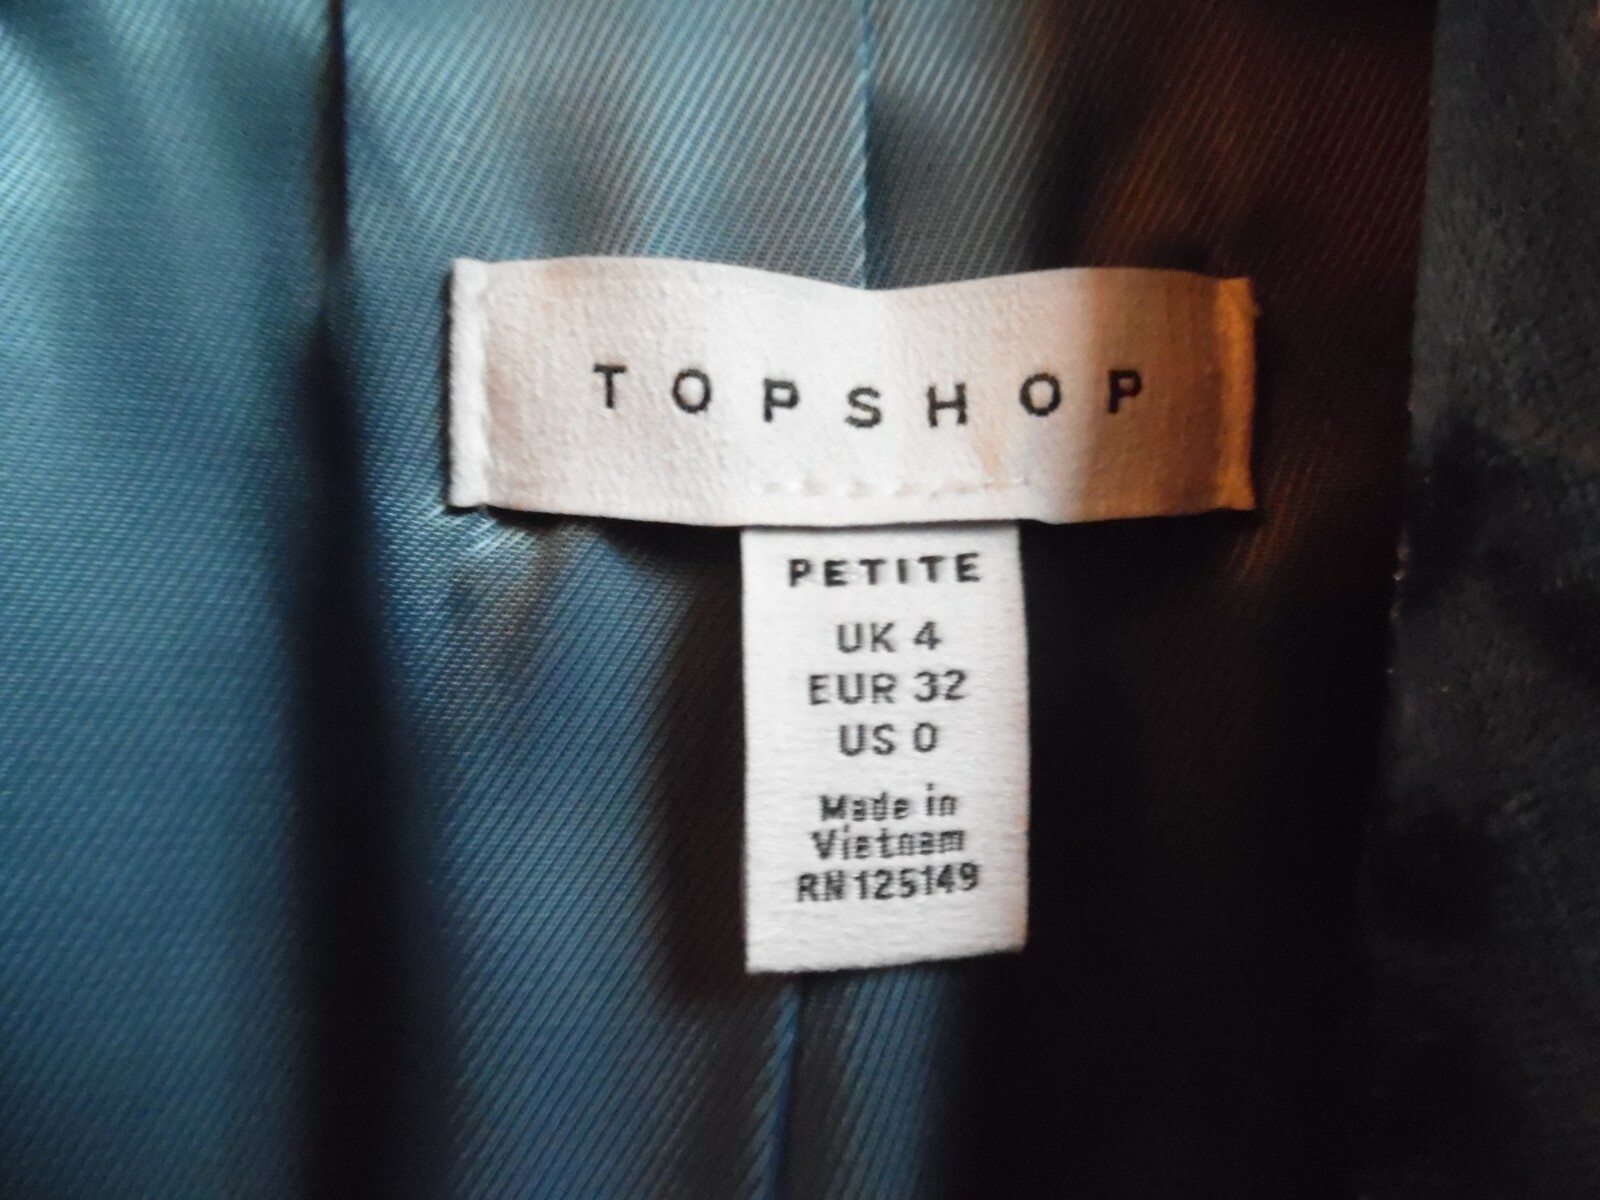 TOPSHOP
PETITE
UK 4
EUR 32
US 0
Made in
Vietnam
RN125149